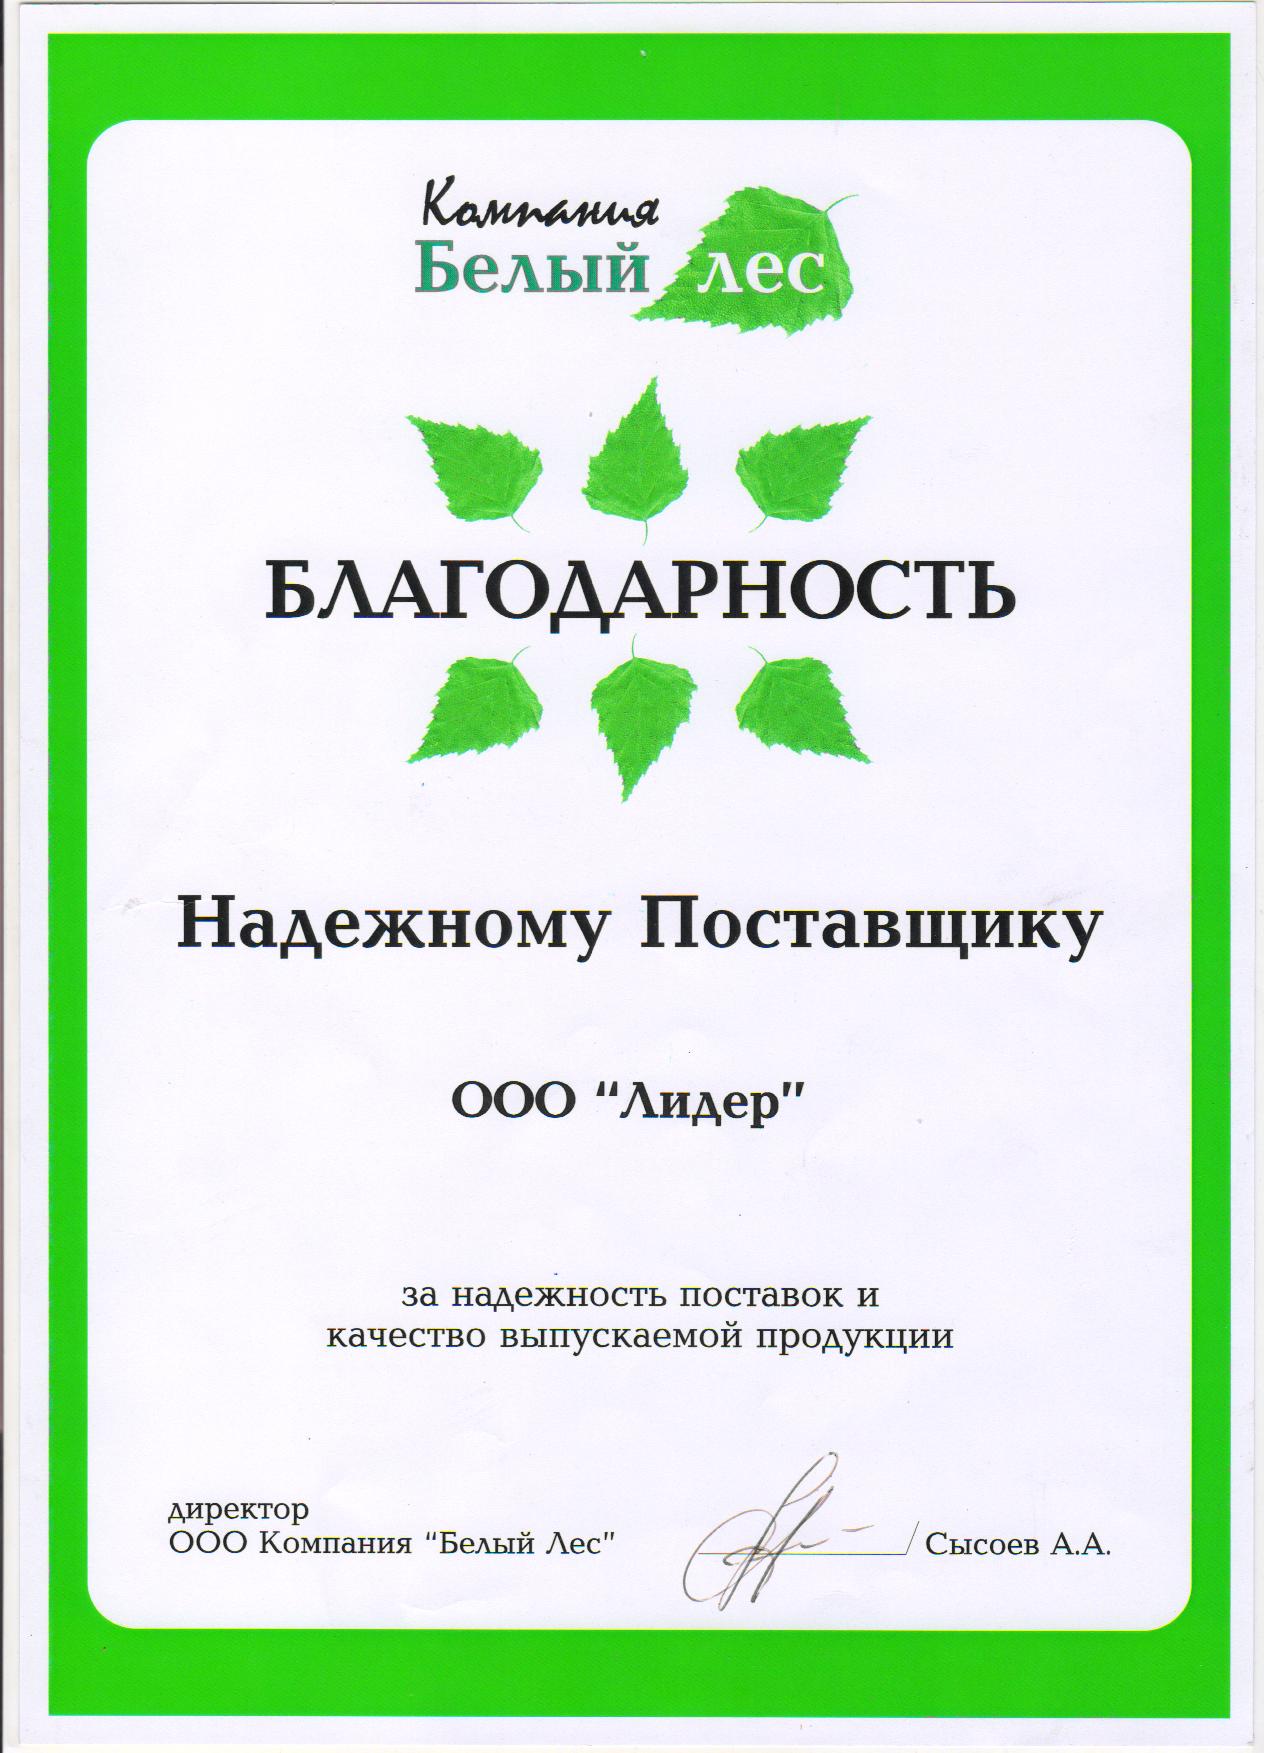 Компания
Белый лес
БЛАГОДАРНОСТЬ
Надежному Поставщику
ООО “Лидер”
за надежность поставок и
качество выпускаемой продукции
директор
ООО Компания “Белый Лес”
Сысоев А.А.